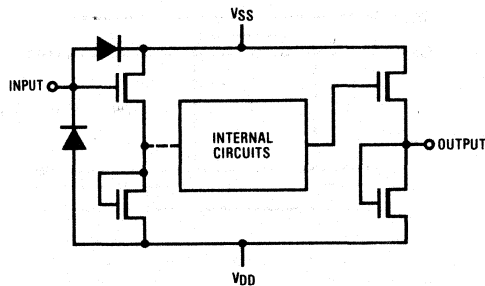 VSS
INPUT
INTERNAL
CIRCUITS
OUTPUT
VDD